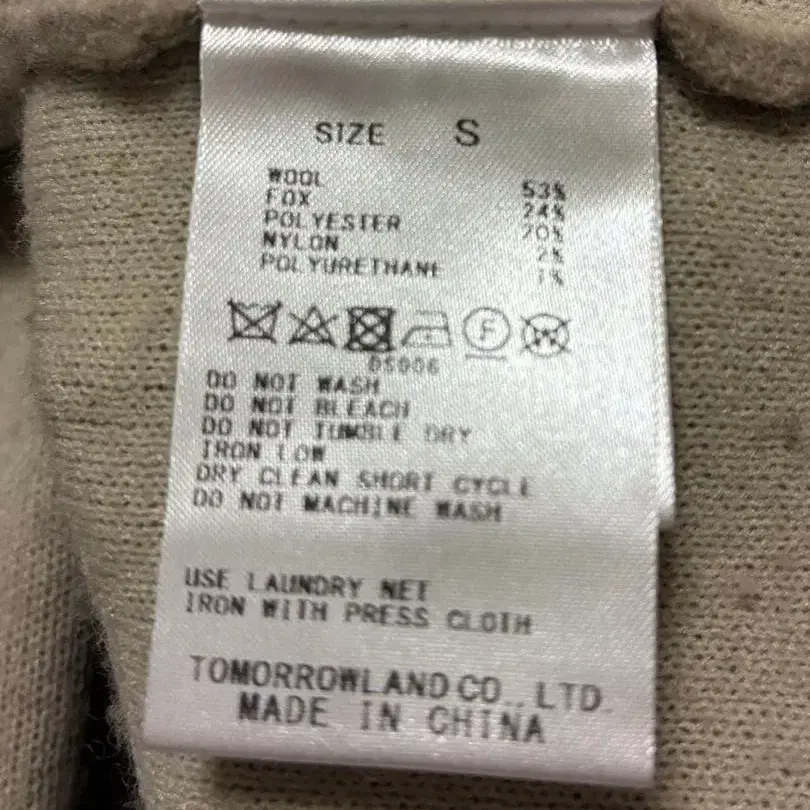 SIZE S
WOOL 53%
FOX 24%
POLYESTER 20%
NYLON 2%
POLYURETHANE 1%
F
W
05906
DO NOT WASH
DO NOT BLEACH
DO NOT TUMBLE DRY
IRON LOW
DRY CLEAN SHORT CYCLE
DO NOT MACHINE WASH
USE LAUNDRY NET
IRON WITH PRESS CLOTH
TOMORROWLAND CO., LTD.
MADE IN CHINA